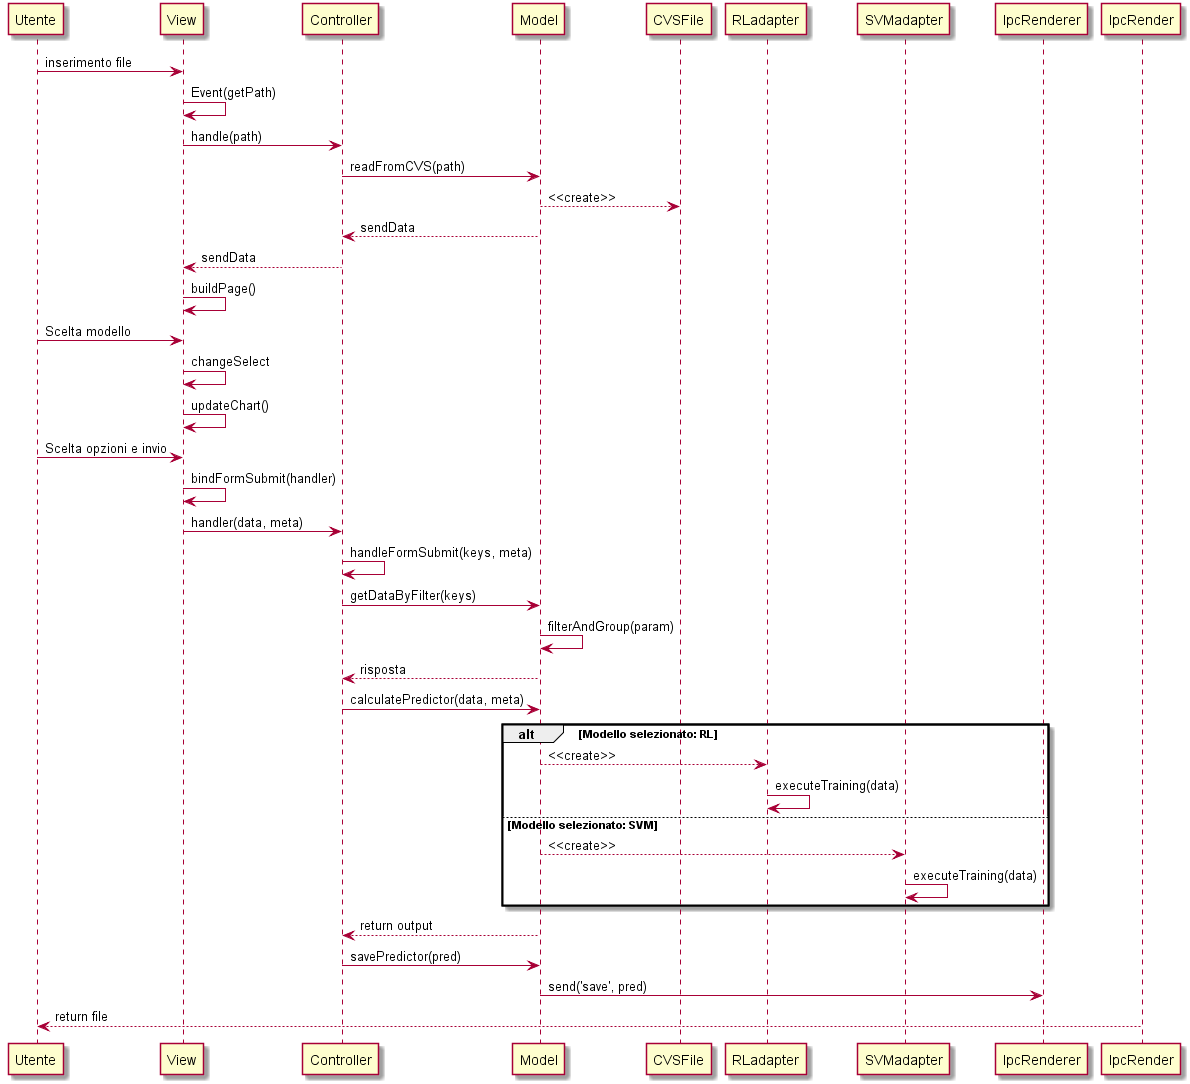 Utente
View
Controller
Model
CVSFile
RLadapter
SVMadapter
IpcRenderer
IpcRender
inserimento file
Event(getPath)
handle(path)
readFromCVS(path)
<<create>>
sendData
sendData
buildPage()
Scelta modello
changeSelect
updateChart()
Scelta opzioni e invio
bindFormSubmit(handler)
handler(data, meta)
handleFormSubmit(keys, meta)
getDataByFilter(keys)
filterAndGroup(param)
risposta
calculatePredictor(data, meta)
alt
[Modello selezionato: RL]
<<create>>
executeTraining(data)
[Modello selezionato: SVM]
<<create>>
executeTraining(data)
return output
savePredictor(pred)
send('save', pred)
return file
Utente
View
Controller
Model
CVSFile
RLadapter
SVMadapter
IpcRenderer
IpcRender